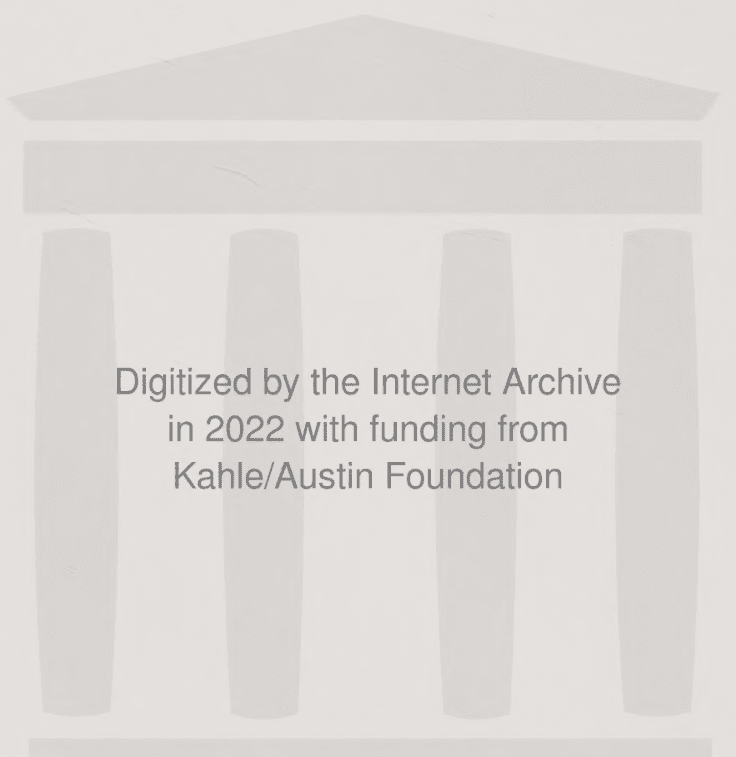 Digitized by the Internet Archive
in 2022 with funding from
Kahle/Austin Foundation